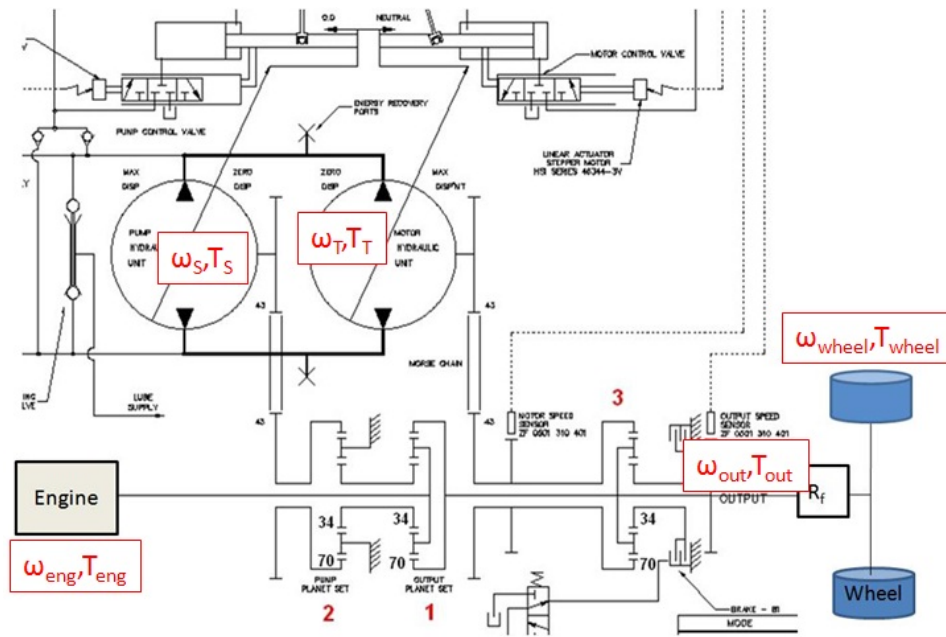 O.D NEUTRAL
MOTOR CONTROL VALVE
PUMP CONTROL VALVE
ENERGY RECOVERY
PORTS
LINEAR ACTUATOR
STEPPER MOTOR
HSI SERIES 46344-3V
MAX
DISP
ZERO
DISP
ZERO
DISP
MAX
DISP'NT
PUMP
HYDRAULIC
UNIT
MOTOR
HYDRAULIC
UNIT
ωS,TS
ωT,TT
43
43
MORSE CHAIN
43
43
LUBE
SUPPLY
MOTOR SPEED
SENSOR
ZF 0501 310 401
3
OUTPUT SPEED
SENSOR
ZF 0501 310 401
ωwheel,Twheel
ωout,Tout
OUTPUT
Rf
Engine
ωeng,Teng
34
70
34
70
34
70
PUMP
PLANET SET
OUTPUT
PLANET SET
2
1
BRAKE - B1
MODE
Wheel